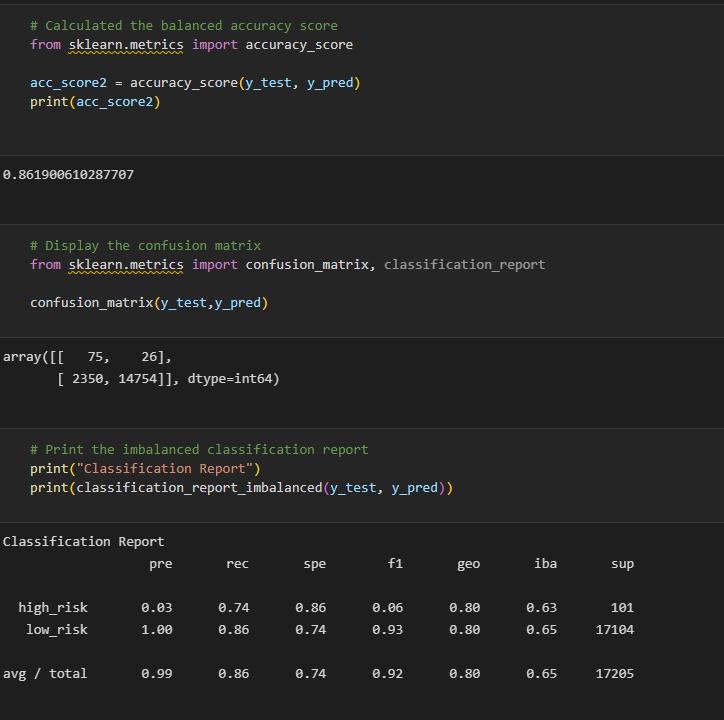 # Calculated the balanced accuracy score
from sklearn.metrics import accuracy_score
acc_score2 = accuracy_score(y_test, y_pred)
print(acc_score2)
0.861900610287707
# Display the confusion matrix
from sklearn.metrics import confusion_matrix, classification_report
confusion_matrix(y_test,y_pred)
array([[   75,    26],
       [ 2350, 14754]], dtype=int64)
# Print the imbalanced classification report
print("Classification Report")
print(classification_report_imbalanced(y_test, y_pred))
Classification Report
                   pre       rec       spe        f1       geo       iba       sup
  high_risk       0.03      0.74      0.86      0.06      0.80      0.63       101
   low_risk       1.00      0.86      0.74      0.93      0.80      0.65     17104
avg / total       0.99      0.86      0.74      0.92      0.80      0.65     17205